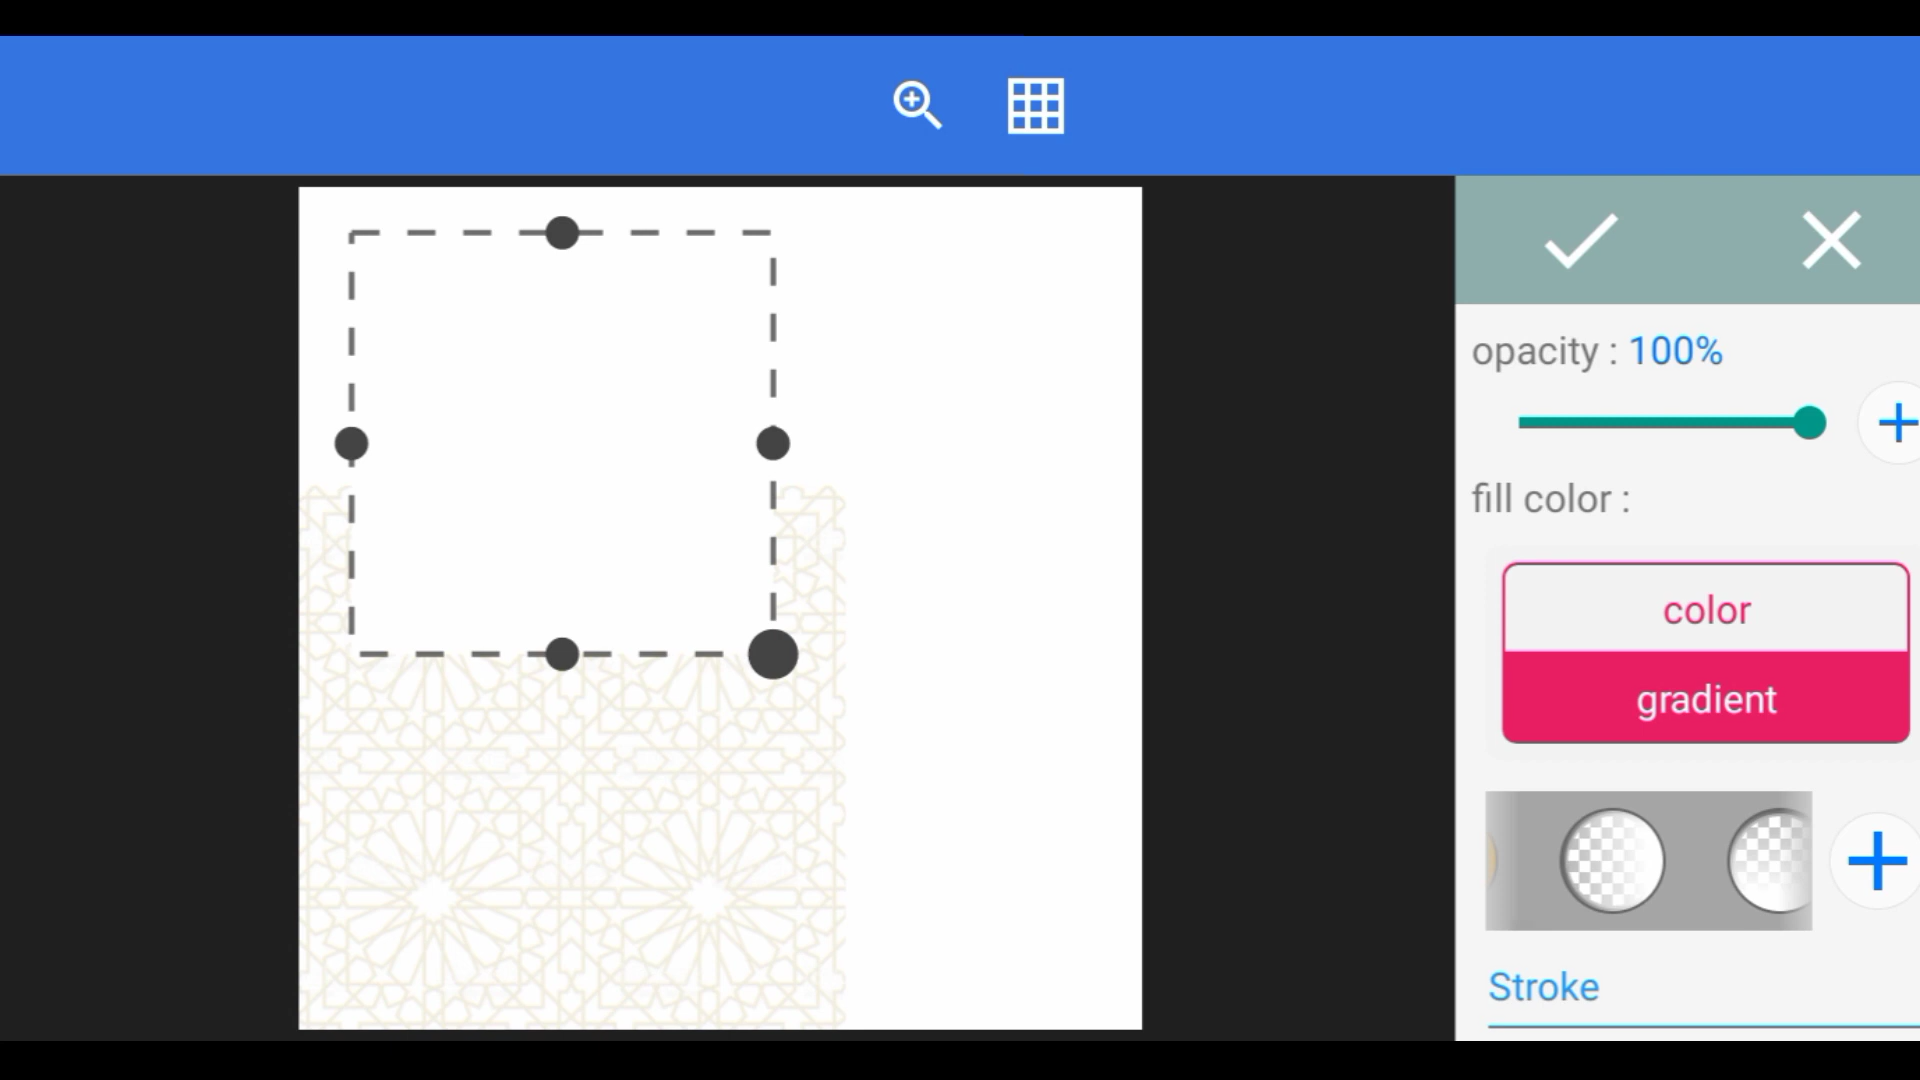 opacity : 100%
fill color :
color
gradient
Stroke